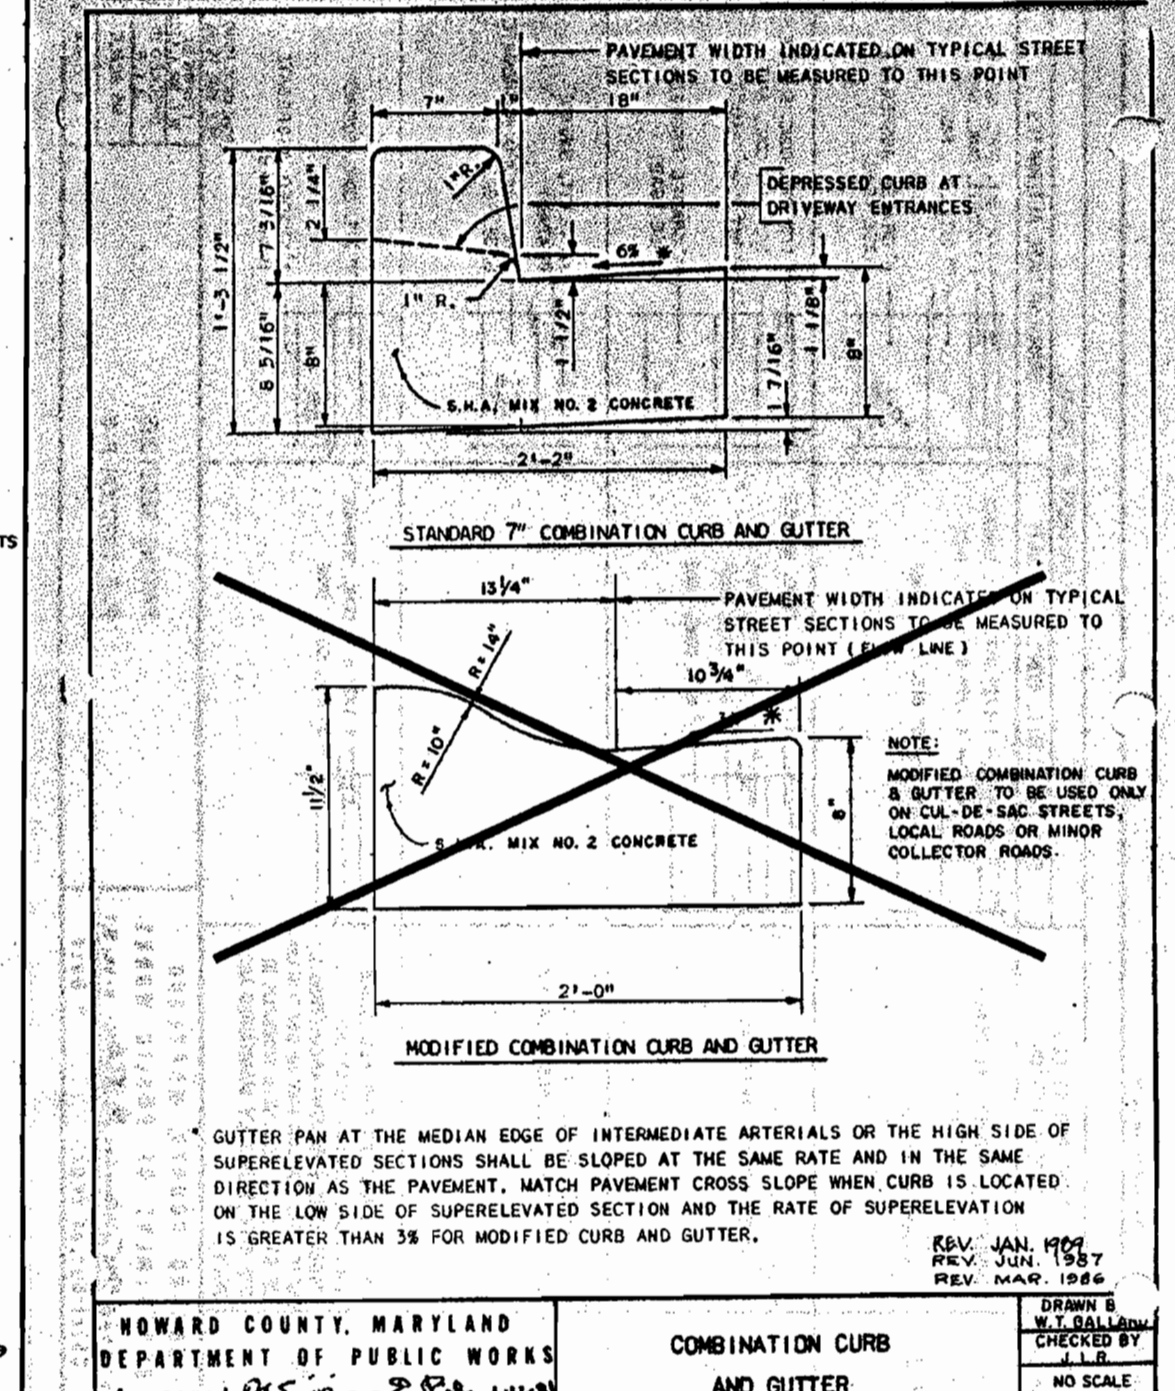 PAVEMENT WIDTH INDICATED ON TYPICAL STREET
SECTIONS TO BE MEASURED TO THIS POINT
7"
1"
18"
1"R.
DEPRESSED CURB AT
DRIVEWAY ENTRANCES
2 1/4"
7 3/16"
1'-3 1/2"
6% *
1" R.
8 5/16"
8"
1 1/2"
1 7/16"
1 1/8"
8"
S.H.A. MIX NO. 2 CONCRETE
2'-2"
STANDARD 7" COMBINATION CURB AND GUTTER
TS
13 1/4"
PAVEMENT WIDTH INDICATED ON TYPICAL
STREET SECTIONS TO BE MEASURED TO
THIS POINT (FLOW LINE)
R = 14"
10 3/4"
*
R = 10"
11 1/2"
8"
NOTE:
MODIFIED COMBINATION CURB
& GUTTER TO BE USED ONLY
ON CUL-DE-SAC STREETS,
LOCAL ROADS OR MINOR
COLLECTOR ROADS.
S.H.A. MIX NO. 2 CONCRETE
2'-0"
MODIFIED COMBINATION CURB AND GUTTER
* GUTTER PAN AT THE MEDIAN EDGE OF INTERMEDIATE ARTERIALS OR THE HIGH SIDE OF
SUPERELEVATED SECTIONS SHALL BE SLOPED AT THE SAME RATE AND IN THE SAME
DIRECTION AS THE PAVEMENT. MATCH PAVEMENT CROSS SLOPE WHEN CURB IS LOCATED
ON THE LOW SIDE OF SUPERELEVATED SECTION AND THE RATE OF SUPERELEVATION
IS GREATER THAN 3% FOR MODIFIED CURB AND GUTTER.
REV. JAN. 1989
REV. JUN. 1987
REV. MAR. 1986
HOWARD COUNTY, MARYLAND
DEPARTMENT OF PUBLIC WORKS
COMBINATION CURB
AND GUTTER
DRAWN B
W.T. BALLARD
CHECKED BY
J.L.R.
NO SCALE